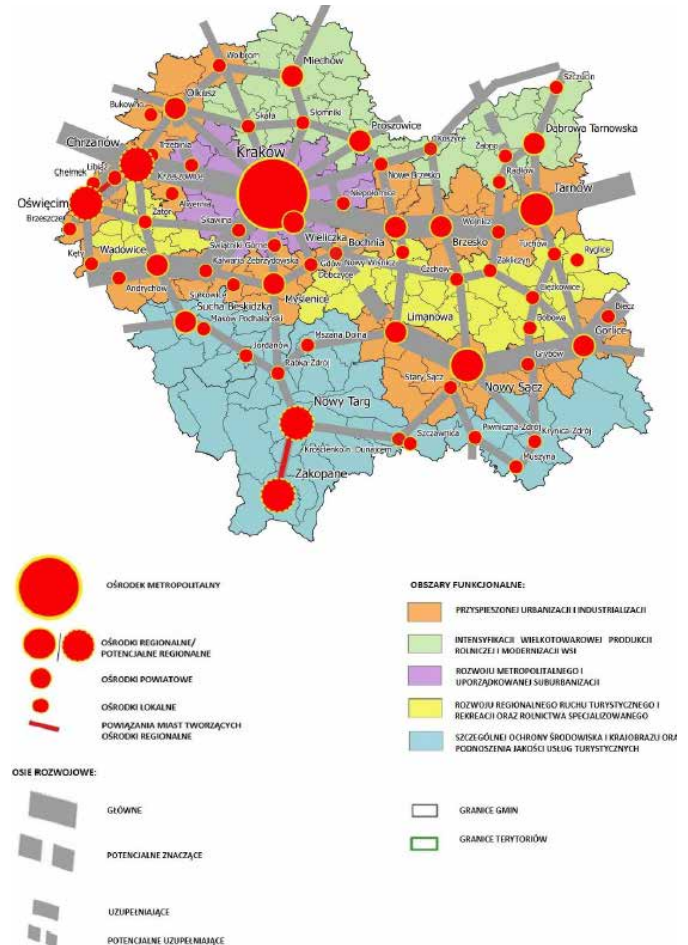 Wolbrom
Miechów
Szczucin
Olkusz
Bukowno
Skała
Słomniki
Proszowice
Koszyce
Dąbrowa Tarnowska
Żabno
Radłów
Chrzanów
Trzebinia
Kraków
Libiąż
Chełmek
Krzeszowice
Nowe Brzesko
Niepołomice
Tarnów
Oświęcim
Alwernia
Brzeszcze
Zator
Skawina
Wieliczka
Bochnia
Wojnicz
Brzesko
Tuchów
Świątniki Górne
Kęty
Wadowice
Kalwaria Zebrzydowska
Gdów
Dobczyce
Nowy Wiśnicz
Czchów
Zakliczyn
Ryglice
Andrychów
Sułkowice
Myślenice
Ciężkowice
Sucha Beskidzka
Maków Podhalański
Limanowa
Bobowa
Biecz
Gorlice
Jordanów
Mszana Dolna
Rabka-Zdrój
Grybów
Stary Sącz
Nowy Sącz
Nowy Targ
Krościenko n. Dunajcem
Szczawnica
Piwniczna-Zdrój
Krynica-Zdrój
Muszyna
Zakopane
OŚRODEK METROPOLITALNY
OŚRODKI REGIONALNE/
POTENCJALNE REGIONALNE
OŚRODKI POWIATOWE
OŚRODKI LOKALNE
POWIĄZANIA MIAST TWORZĄCYCH
OŚRODKI REGIONALNE
OSIE ROZWOJOWE:
GŁÓWNE
POTENCJALNE ZNACZĄCE
UZUPEŁNIAJĄCE
POTENCJALNE UZUPEŁNIAJĄCE
OBSZARY FUNKCJONALNE:
PRZYSPIESZONEJ URBANIZACJI I INDUSTRIALIZACJI
INTENSYFIKACJI WIELKOTOWAROWEJ PRODUKCJI
ROLNICZEJ I MODERNIZACJI WSI
ROZWOJU METROPOLITALNEGO I
UPORZĄDKOWANEJ SUBURBANIZACJI
ROZWOJU REGIONALNEGO RUCHU TURYSTYCZNEGO I
REKREACJI ORAZ ROLNICTWA SPECJALIZOWANEGO
SZCZEGÓLNEJ OCHRONY ŚRODOWISKA I KRAJOBRAZU ORA
PODNOSZENIA JAKOŚCI USŁUG TURYSTYCZNYCH
GRANICE GMIN
GRANICE TERYTORIÓW